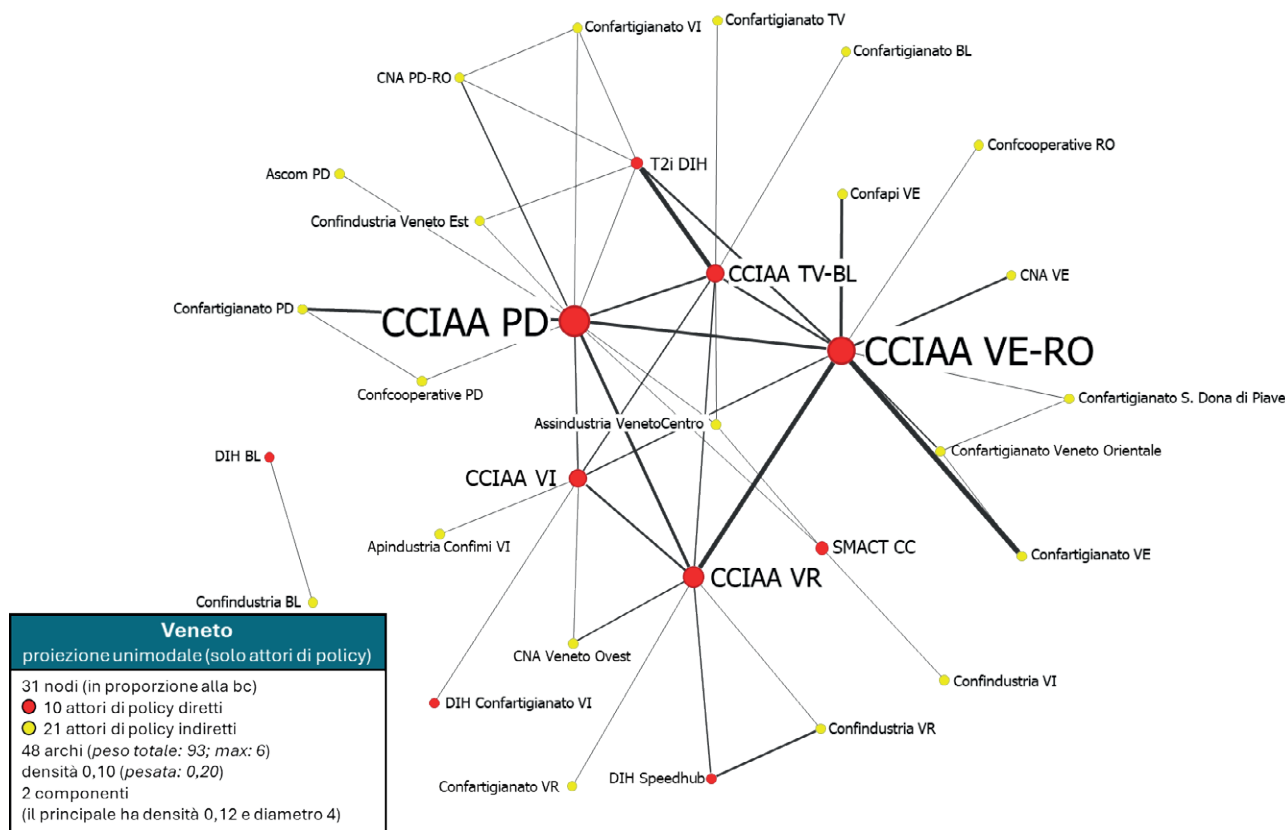 Confartigianato TV
Confartigianato VI
Confartigianato BL
CNA PD-RO
Confcooperative RO
T2i DIH
Ascom PD
Confapi VE
Confindustria Veneto Est
CCIAA TV-BL
CNA VE
Confartigianato PD
CCIAA PD
CCIAA VE-RO
Confcooperative PD
Confartigianato S. Dona di Piave
Assindustria VenetoCentro
Confartigianato Veneto Orientale
DIH BL
CCIAA VI
Apindustria Confimi VI
SMACT CC
Confartigianato VE
CCIAA VR
Confindustria BL
CNA Veneto Ovest
Confindustria VI
DIH Confartigianato VI
Confindustria VR
DIH Speedhub
Confartigianato VR
Veneto
proiezione unimodale (solo attori di policy)
31 nodi (in proporzione alla bc)
10 attori di policy diretti
21 attori di policy indiretti
48 archi (peso totale: 93; max: 6)
densità 0,10 (pesata: 0,20)
2 componenti
(il principale ha densità 0,12 e diametro 4)